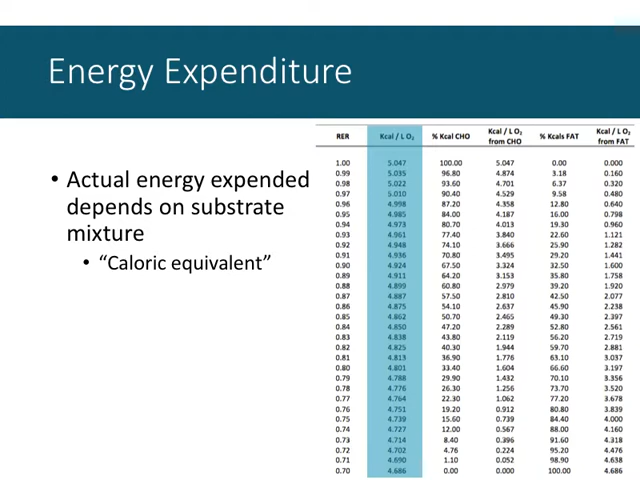 Energy Expenditure
• Actual energy expended
depends on substrate
mixture
• “Caloric equivalent”
RER Kcal / L O₂ % Kcal CHO Kcal / L O₂ from CHO % Kcals FAT Kcal / L O₂ from FAT
1.00 5.047 100.00 5.047 0.00 0.000
0.99 5.035 96.80 4.874 3.18 0.160
0.98 5.022 93.60 4.701 6.37 0.320
0.97 5.010 90.40 4.529 9.58 0.480
0.96 4.998 87.20 4.358 12.80 0.640
0.95 4.985 84.00 4.187 16.00 0.798
0.94 4.973 80.70 4.013 19.30 0.960
0.93 4.961 77.40 3.840 22.60 1.121
0.92 4.948 74.10 3.666 25.90 1.282
0.91 4.936 70.80 3.495 29.20 1.441
0.90 4.924 67.50 3.324 32.50 1.600
0.89 4.911 64.20 3.153 35.80 1.758
0.88 4.899 60.80 2.979 39.20 1.920
0.87 4.887 57.50 2.810 42.50 2.077
0.86 4.875 54.10 2.637 45.90 2.238
0.85 4.862 50.70 2.465 49.30 2.397
0.84 4.850 47.20 2.289 52.80 2.561
0.83 4.838 43.80 2.119 56.20 2.719
0.82 4.825 40.30 1.944 59.70 2.881
0.81 4.813 36.90 1.776 63.10 3.037
0.80 4.801 33.40 1.604 66.60 3.197
0.79 4.788 29.90 1.432 70.10 3.356
0.78 4.776 26.30 1.256 73.70 3.520
0.77 4.764 22.30 1.062 77.20 3.678
0.76 4.751 19.20 0.912 80.80 3.839
0.75 4.739 15.60 0.739 84.40 4.000
0.74 4.727 12.00 0.567 88.00 4.160
0.73 4.714 8.40 0.396 91.60 4.318
0.72 4.702 4.76 0.224 95.20 4.476
0.71 4.690 1.10 0.052 98.90 4.638
0.70 4.686 0.00 0.000 100.00 4.686